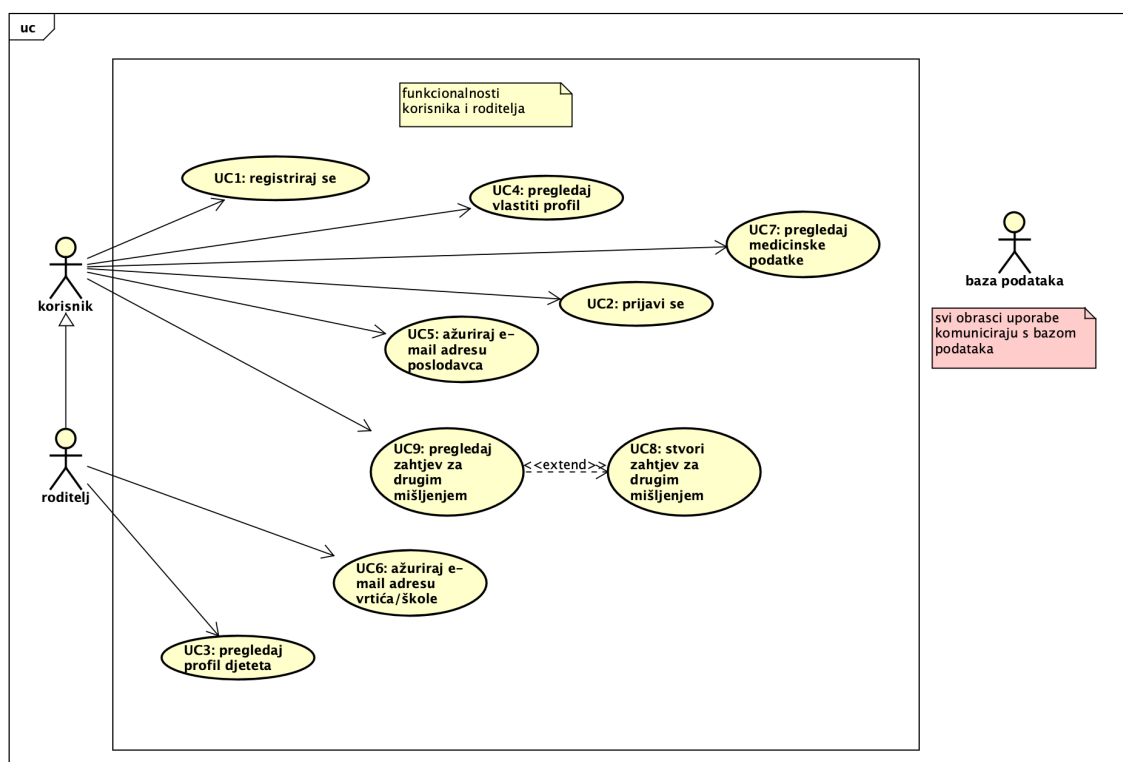 uc
funkcionalnosti
korisnika i roditelja
UC1: registriraj se
UC4: pregledaj
vlastiti profil
UC7: pregledaj
medicinske
podatke
korisnik
UC2: prijavi se
baza podataka
svi obrasci uporabe
komuniciraju s bazom
podataka
UC5: ažuriraj e-
mail adresu
poslodavca
UC9: pregledaj
zahtjev za
drugim
mišljenjem
<<extend>>
UC8: stvori
zahtjev za
drugim
mišljenjem
roditelj
UC6: ažuriraj e-
mail adresu
vrtića/škole
UC3: pregledaj
profil djeteta